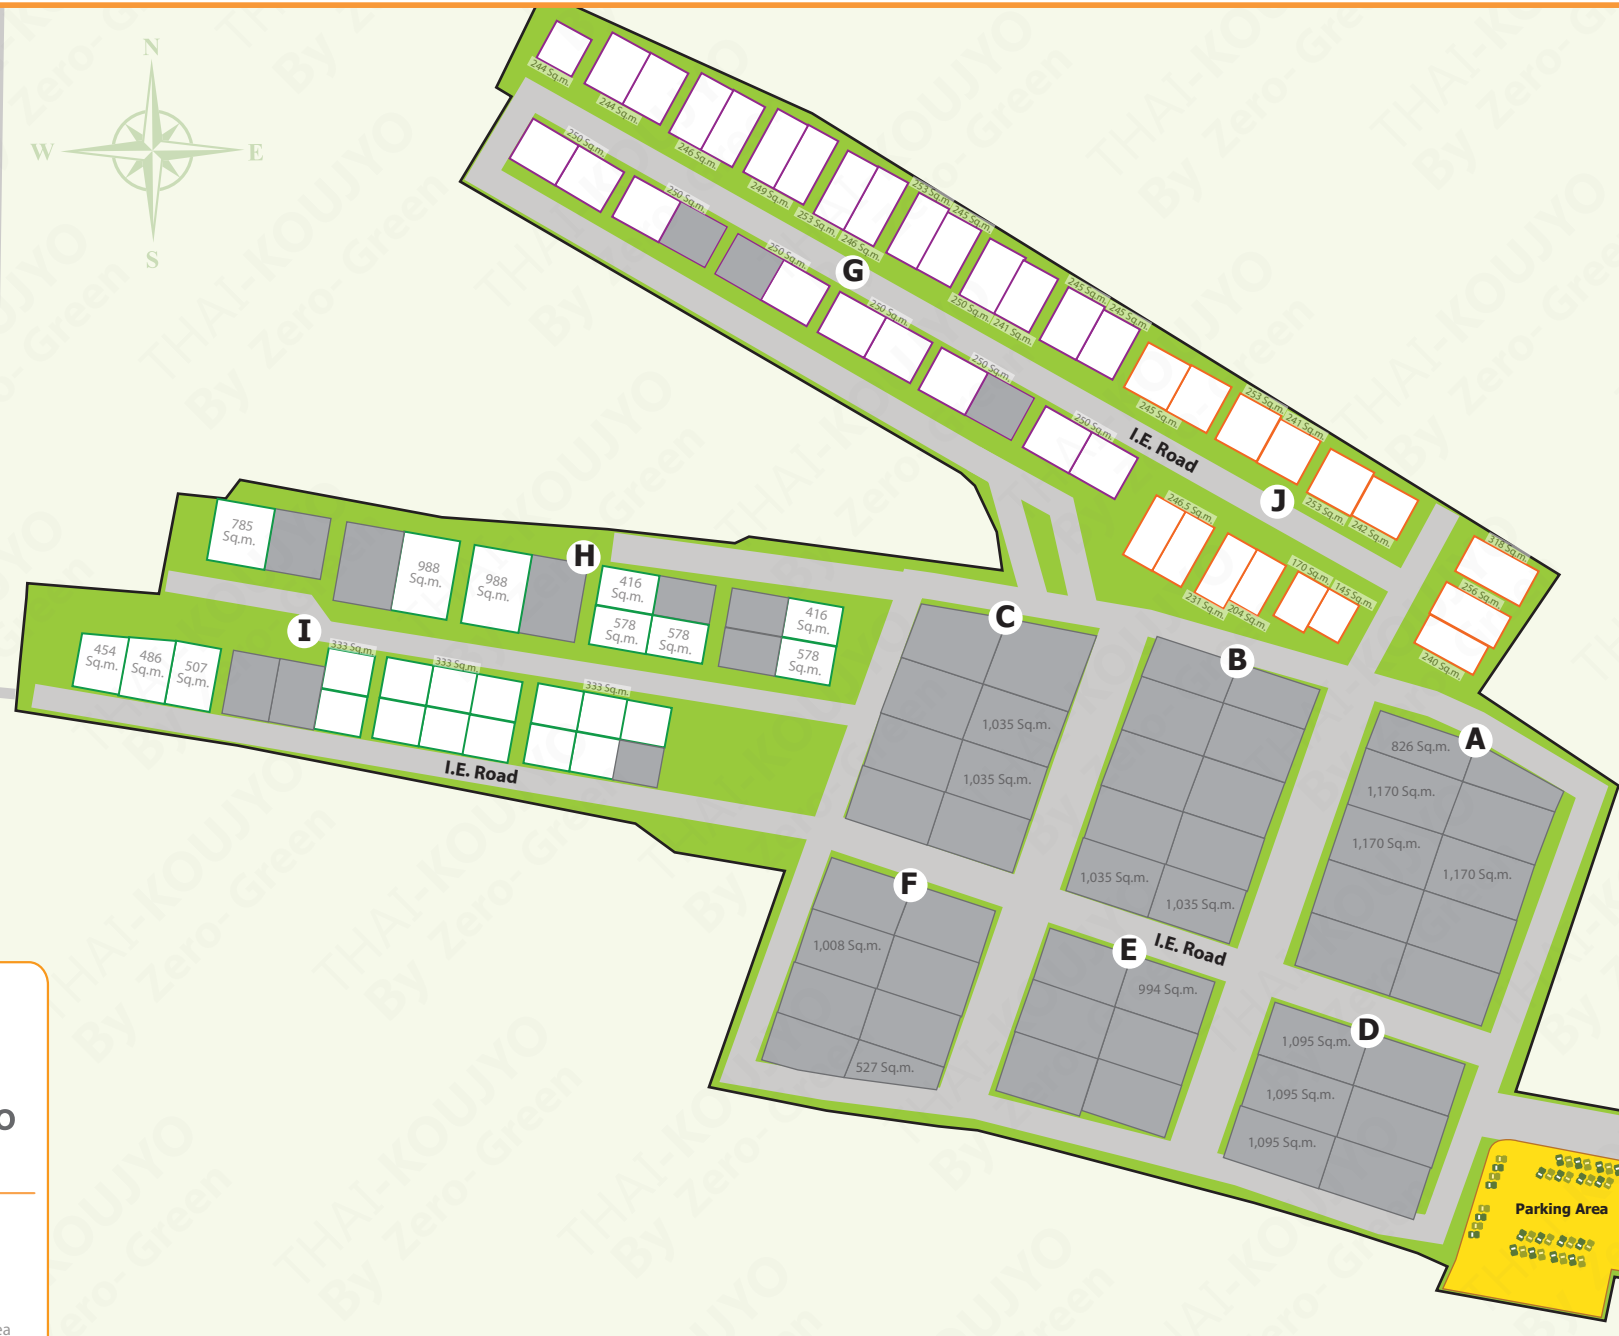 N
W
E
S
244 Sq.m.
244 Sq.m.
246 Sq.m.
249 Sq.m.
253 Sq.m.
246 Sq.m.
253 Sq.m.
245 Sq.m.
250 Sq.m.
241 Sq.m.
245 Sq.m.
245 Sq.m.
250 Sq.m.
250 Sq.m.
250 Sq.m.
250 Sq.m.
250 Sq.m.
250 Sq.m.
G
I.E. Road
245 Sq.m.
253 Sq.m.
241 Sq.m.
253 Sq.m.
242 Sq.m.
J
246.5 Sq.m.
231 Sq.m.
204 Sq.m.
170 Sq.m.
145 Sq.m.
318 Sq.m.
256 Sq.m.
240 Sq.m.
785
Sq.m.
988
Sq.m.
988
Sq.m.
H
416
Sq.m.
578
Sq.m.
578
Sq.m.
416
Sq.m.
578
Sq.m.
I
454
Sq.m.
486
Sq.m.
507
Sq.m.
333 Sq.m.
333 Sq.m.
333 Sq.m.
I.E. Road
C
1,035 Sq.m.
1,035 Sq.m.
B
1,035 Sq.m.
1,035 Sq.m.
A
826 Sq.m.
1,170 Sq.m.
1,170 Sq.m.
1,170 Sq.m.
F
1,008 Sq.m.
527 Sq.m.
E
I.E. Road
994 Sq.m.
D
1,095 Sq.m.
1,095 Sq.m.
1,095 Sq.m.
Parking Area
THAI-KOUJYO
By Zero-Green